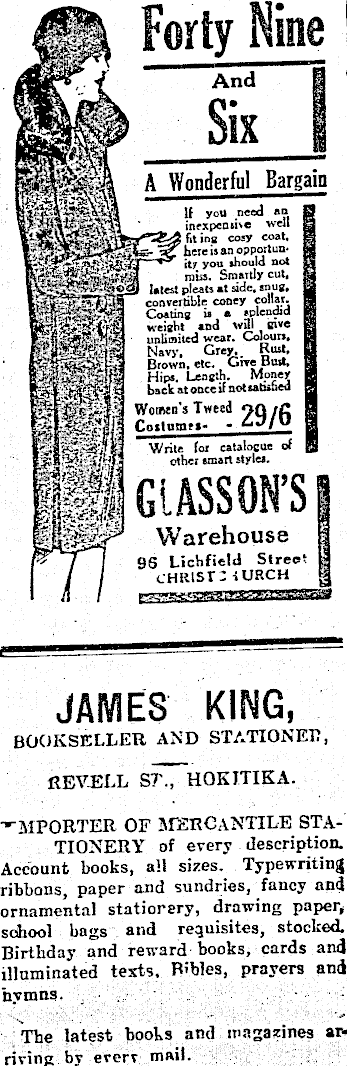 Forty Nine
And
Six
A Wonderful Bargain
If you need an
inexpensive well
fitting cosy coat,
here is an opportun-
ity you should not
miss. Smartly cut,
latest pleats at side, snug,
convertible coney collar.
Coating is a splendid
weight and will give
unlimited wear. Colours,
Navy, Grey, Rust,
Brown, etc. Give Bust,
Hips, Length. Money
back at once if not satisfied
Women's Tweed
Costumes- - 29/6
Write for catalogue of
other smart styles.
GLASSON'S
Warehouse
96 Lichfield Street
CHRISTCHURCH
JAMES KING,
BOOKSELLER AND STATIONER,
REVELL ST., HOKITIKA.
IMPORTER OF MERCANTILE STA-
TIONERY of every description.
Account books, all sizes. Typewriting
ribbons, paper and sundries, fancy and
ornamental stationery, drawing paper,
school bags and requisites, stocked.
Birthday and reward books, cards and
illuminated texts. Bibles, prayers and
hymns.
The latest books and magazines ar-
riving by every mail.